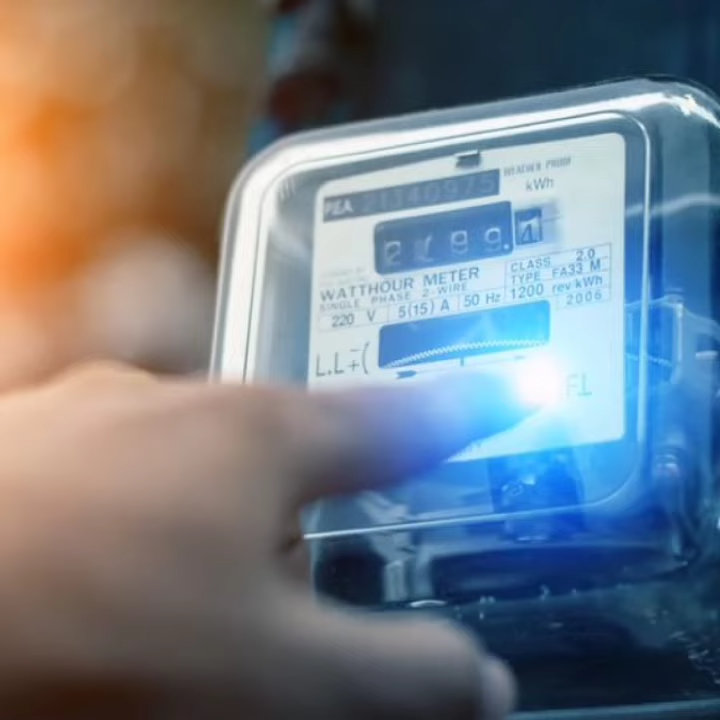 WEATHER PROOF
PEA 21340975
kWh
WATTHOUR METER
SINGLE PHASE 2-WIRE
220 V 5(15) A 50 Hz
CLASS 2.0
TYPE FA33 M
1200 rev/kWh
2006